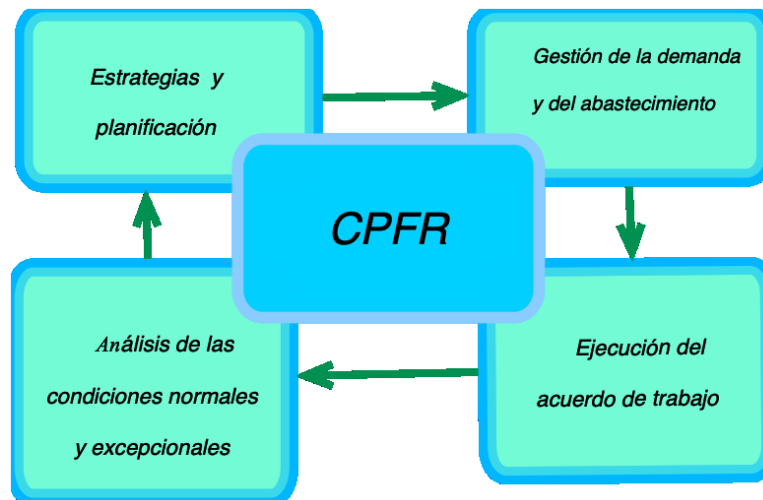 Estrategias y
planificación
Gestión de la demanda
y del abastecimiento
CPFR
Análisis de las
condiciones normales
y excepcionales
Ejecución del
acuerdo de trabajo